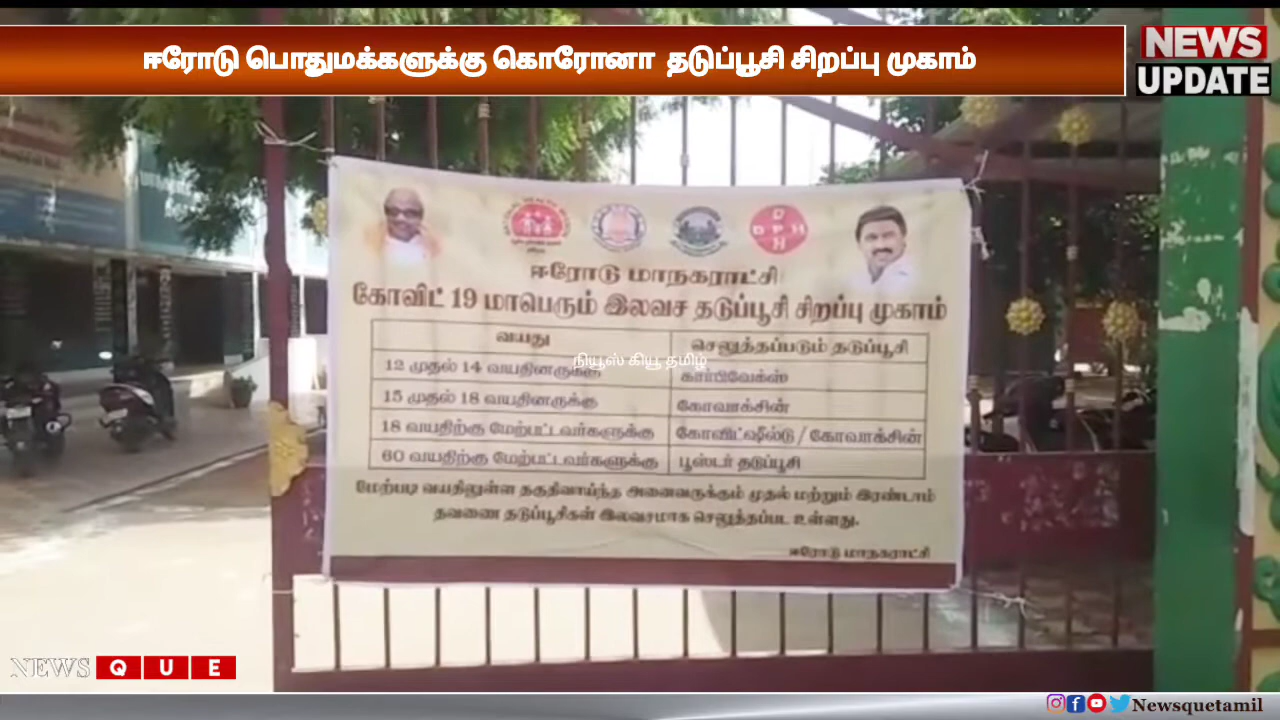 ஈரோடு பொதுமக்களுக்கு கொரோனா தடுப்பூசி சிறப்பு முகாம்
NEWS
UPDATE
D
DPH
H
ஈரோடு மாநகராட்சி
கோவிட் 19 மாபெரும் இலவச தடுப்பூசி சிறப்பு முகாம்
வயது செலுத்தப்படும் தடுப்பூசி
நியூஸ் கியூ தமிழ்
12 முதல் 14 வயதினருக்கு கார்பிவேக்ஸ்
15 முதல் 18 வயதினருக்கு கோவாக்சின்
18 வயதிற்கு மேற்பட்டவர்களுக்கு கோவிட்ஷீல்டு / கோவாக்சின்
60 வயதிற்கு மேற்பட்டவர்களுக்கு பூஸ்டர் தடுப்பூசி
மேற்படி வயதிலுள்ள தகுதிவாய்ந்த அனைவருக்கும் முதல் மற்றும் இரண்டாம்
தவணை தடுப்பூசிகள் இலவசமாக செலுத்தப்பட உள்ளது.
ஈரோடு மாநகராட்சி
NEWS QUE
Newsquetamil